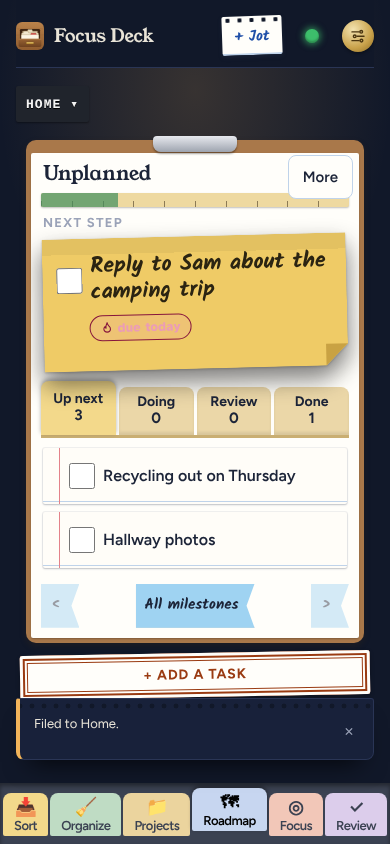 Focus Deck
+ Jot
HOME ▾
Unplanned
More
NEXT STEP
Reply to Sam about the
camping trip
due today
Up next
3
Doing
0
Review
0
Done
1
Recycling out on Thursday
Hallway photos
<
All milestones
>
+ ADD A TASK
Filed to Home.
×
Sort
Organize
Projects
Roadmap
Focus
Review